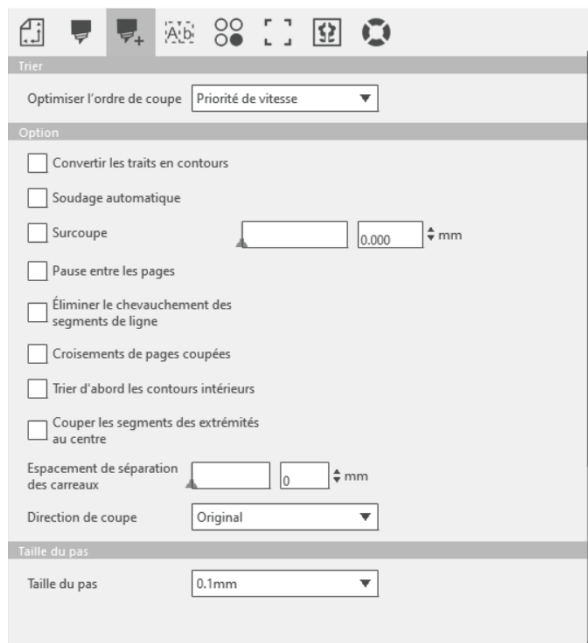 Ab
Trier
Optimiser l'ordre de coupe Priorité de vitesse
Option
Convertir les traits en contours
Soudage automatique
Surcoupe 0.000 mm
Pause entre les pages
Éliminer le chevauchement des
segments de ligne
Croisements de pages coupées
Trier d'abord les contours intérieurs
Couper les segments des extrémités
au centre
Espacement de séparation
des carreaux 0 mm
Direction de coupe Original
Taille du pas
Taille du pas 0.1mm